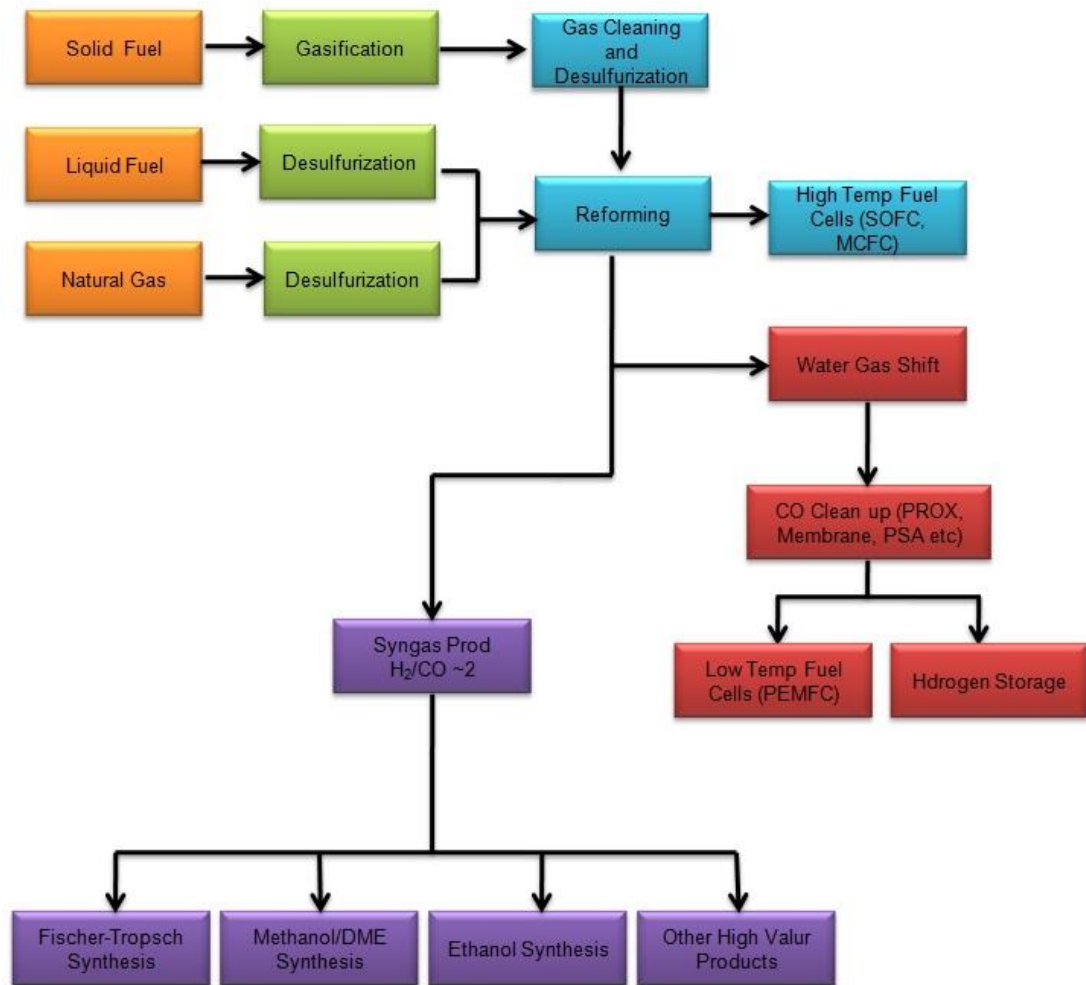 Solid Fuel
Gasification
Gas Cleaning
and
Desulfurization
Liquid Fuel
Desulfurization
Reforming
High Temp Fuel
Cells (SOFC,
MCFC)
Natural Gas
Desulfurization
Water Gas Shift
CO Clean up (PROX,
Membrane, PSA etc)
Syngas Prod
H₂/CO ~2
Low Temp Fuel
Cells (PEMFC)
Hdrogen Storage
Fischer-Tropsch
Synthesis
Methanol/DME
Synthesis
Ethanol Synthesis
Other High Valur
Products